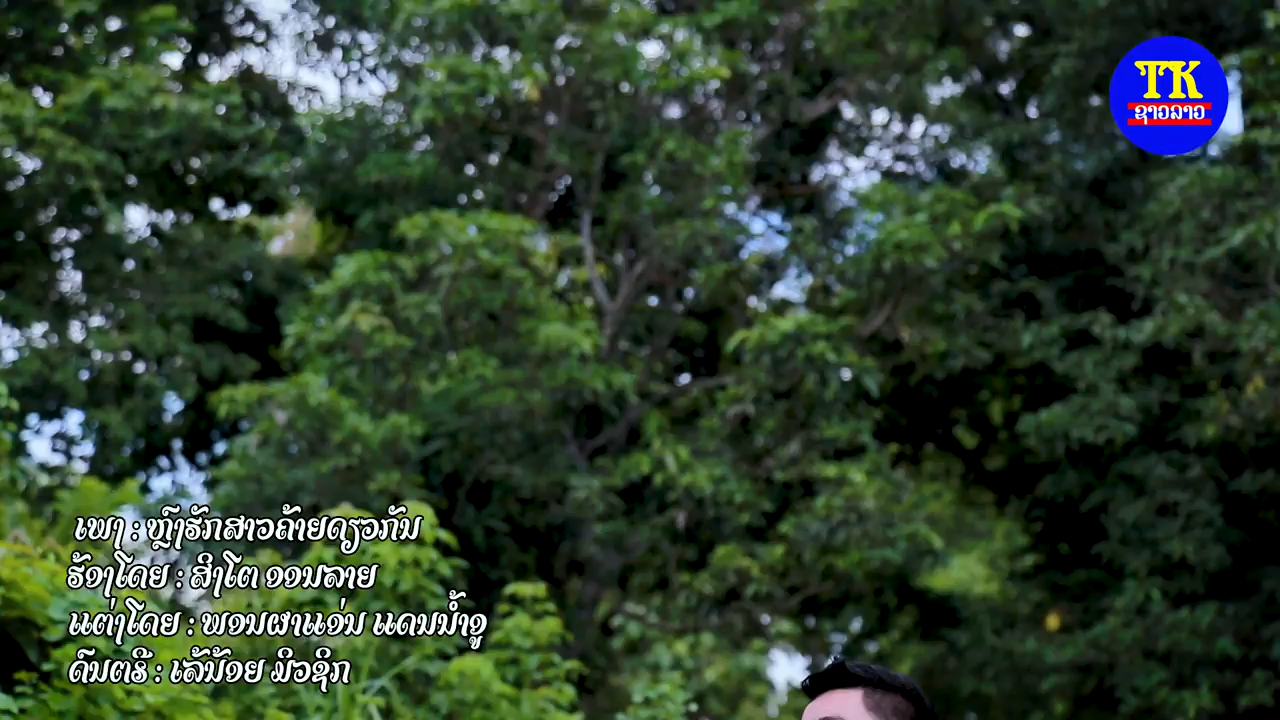 TK
ຊາວລາວ
ເພງ : ຫຼົງຮັກສາວຄ້າຍດຽວກັນ
ຮ້ອງໂດຍ : ສິງໂຕ ອອນລາຍ
ແຕ່ງໂດຍ : ພອນຜາແອ່ນ ແດນນ້ຳອູ
ດົນຕຣີ : ເລ້ນ້ອຍ ມິວຊິກ